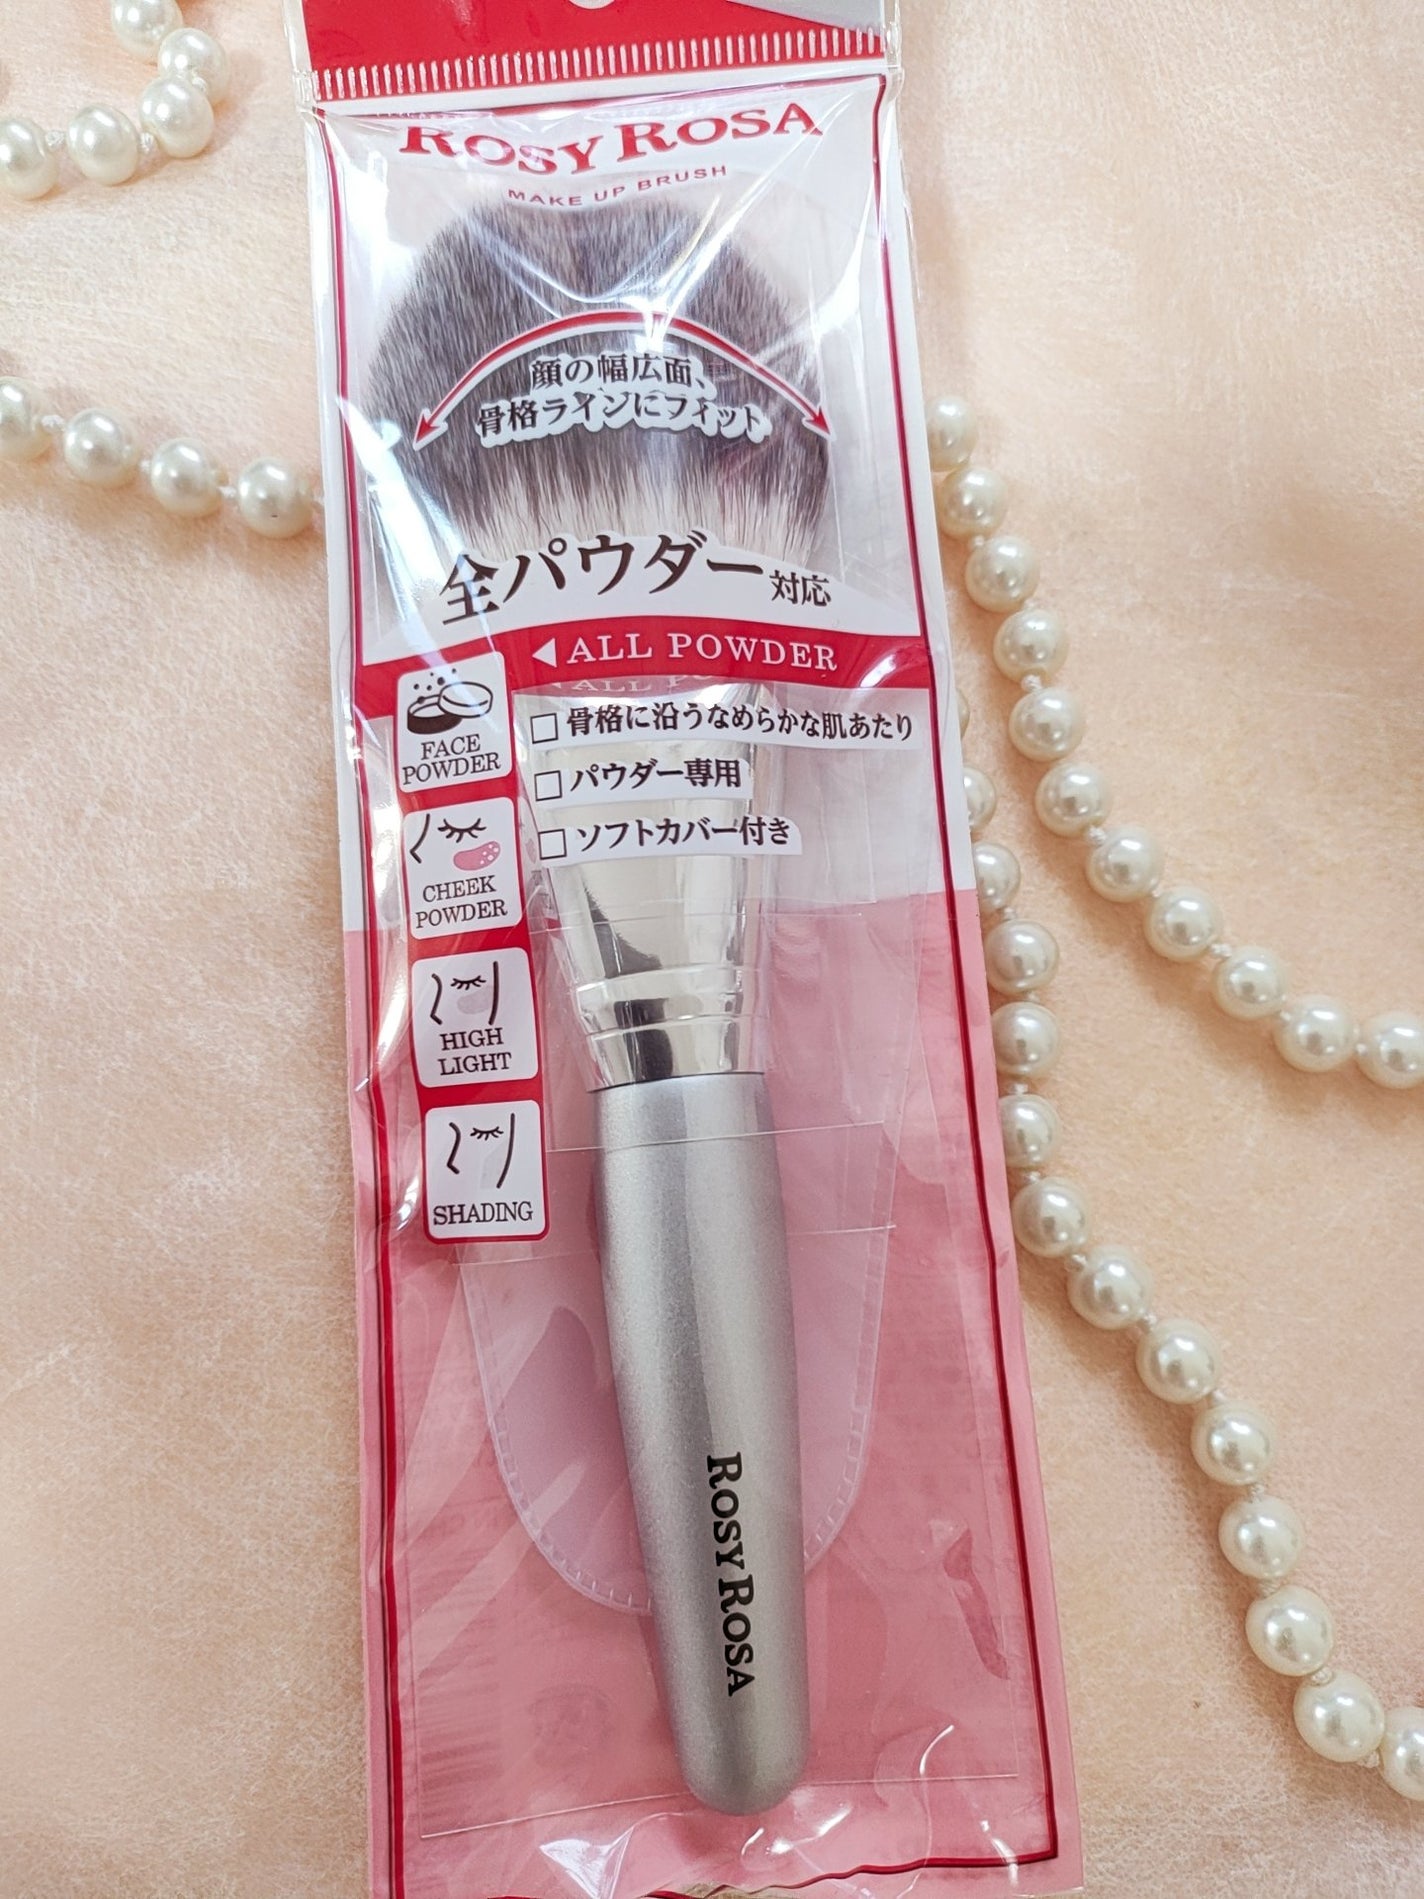 ROSY ROSA
MAKE UP BRUSH
顔の幅広面、
骨格ラインにフィット
全パウダー対応
ALL POWDER
FACE
POWDER
骨格に沿うなめらかな肌あたり
パウダー専用
ソフトカバー付き
CHEEK
POWDER
HIGH
LIGHT
SHADING
ROSY ROSA